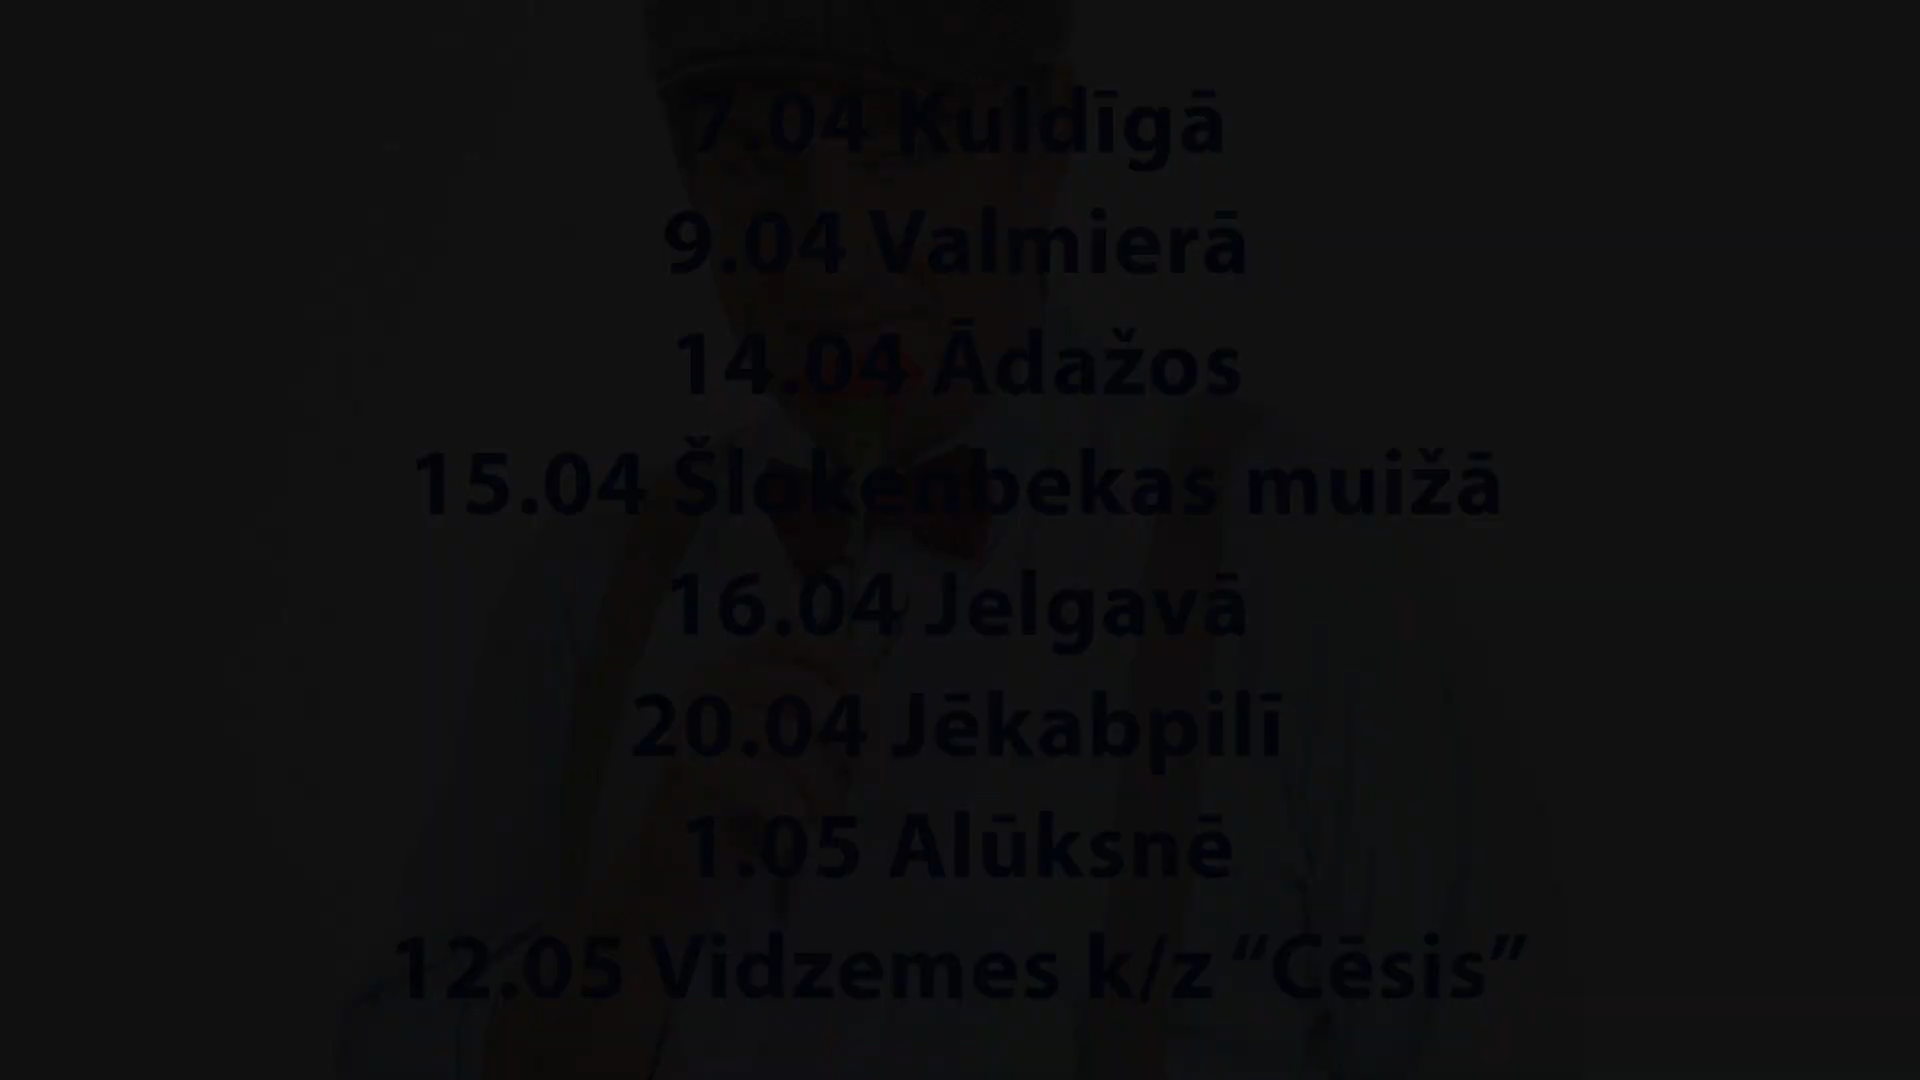 7.04 Kuldīgā
9.04 Valmierā
14.04 Ādažos
15.04 Šlokenbekas muižā
16.04 Jelgavā
20.04 Jēkabpilī
1.05 Alūksnē
12.05 Vidzemes k/z “Cēsis”